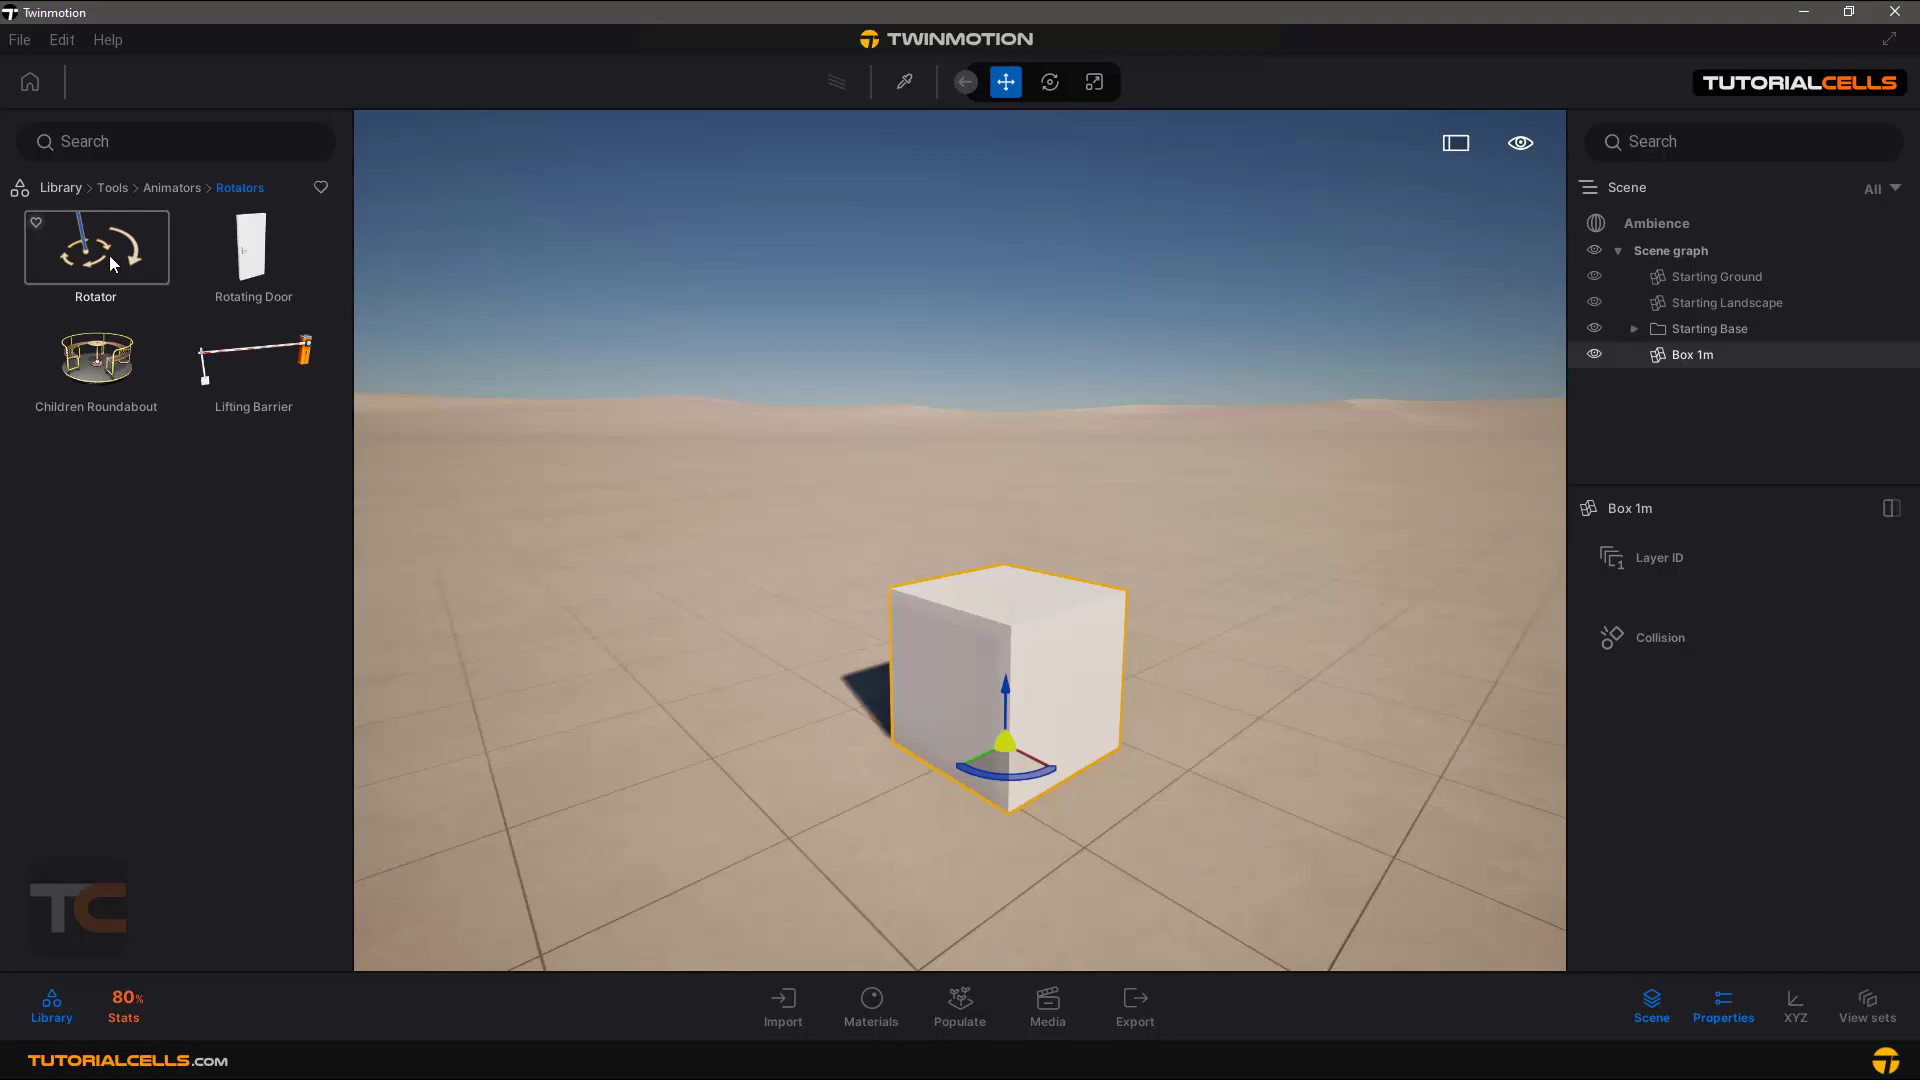 Twinmotion
File Edit Help
TWINMOTION
TUTORIALCELLS
Search
Library > Tools > Animators > Rotators
Rotator
Rotating Door
Children Roundabout
Lifting Barrier
TC
Search
Scene
All
Ambience
Scene graph
Starting Ground
Starting Landscape
Starting Base
Box 1m
Box 1m
1
Layer ID
Collision
Library
80%
Stats
Import
Materials
Populate
Media
Export
Scene
Properties
XYZ
View sets
TUTORIALCELLS.COM